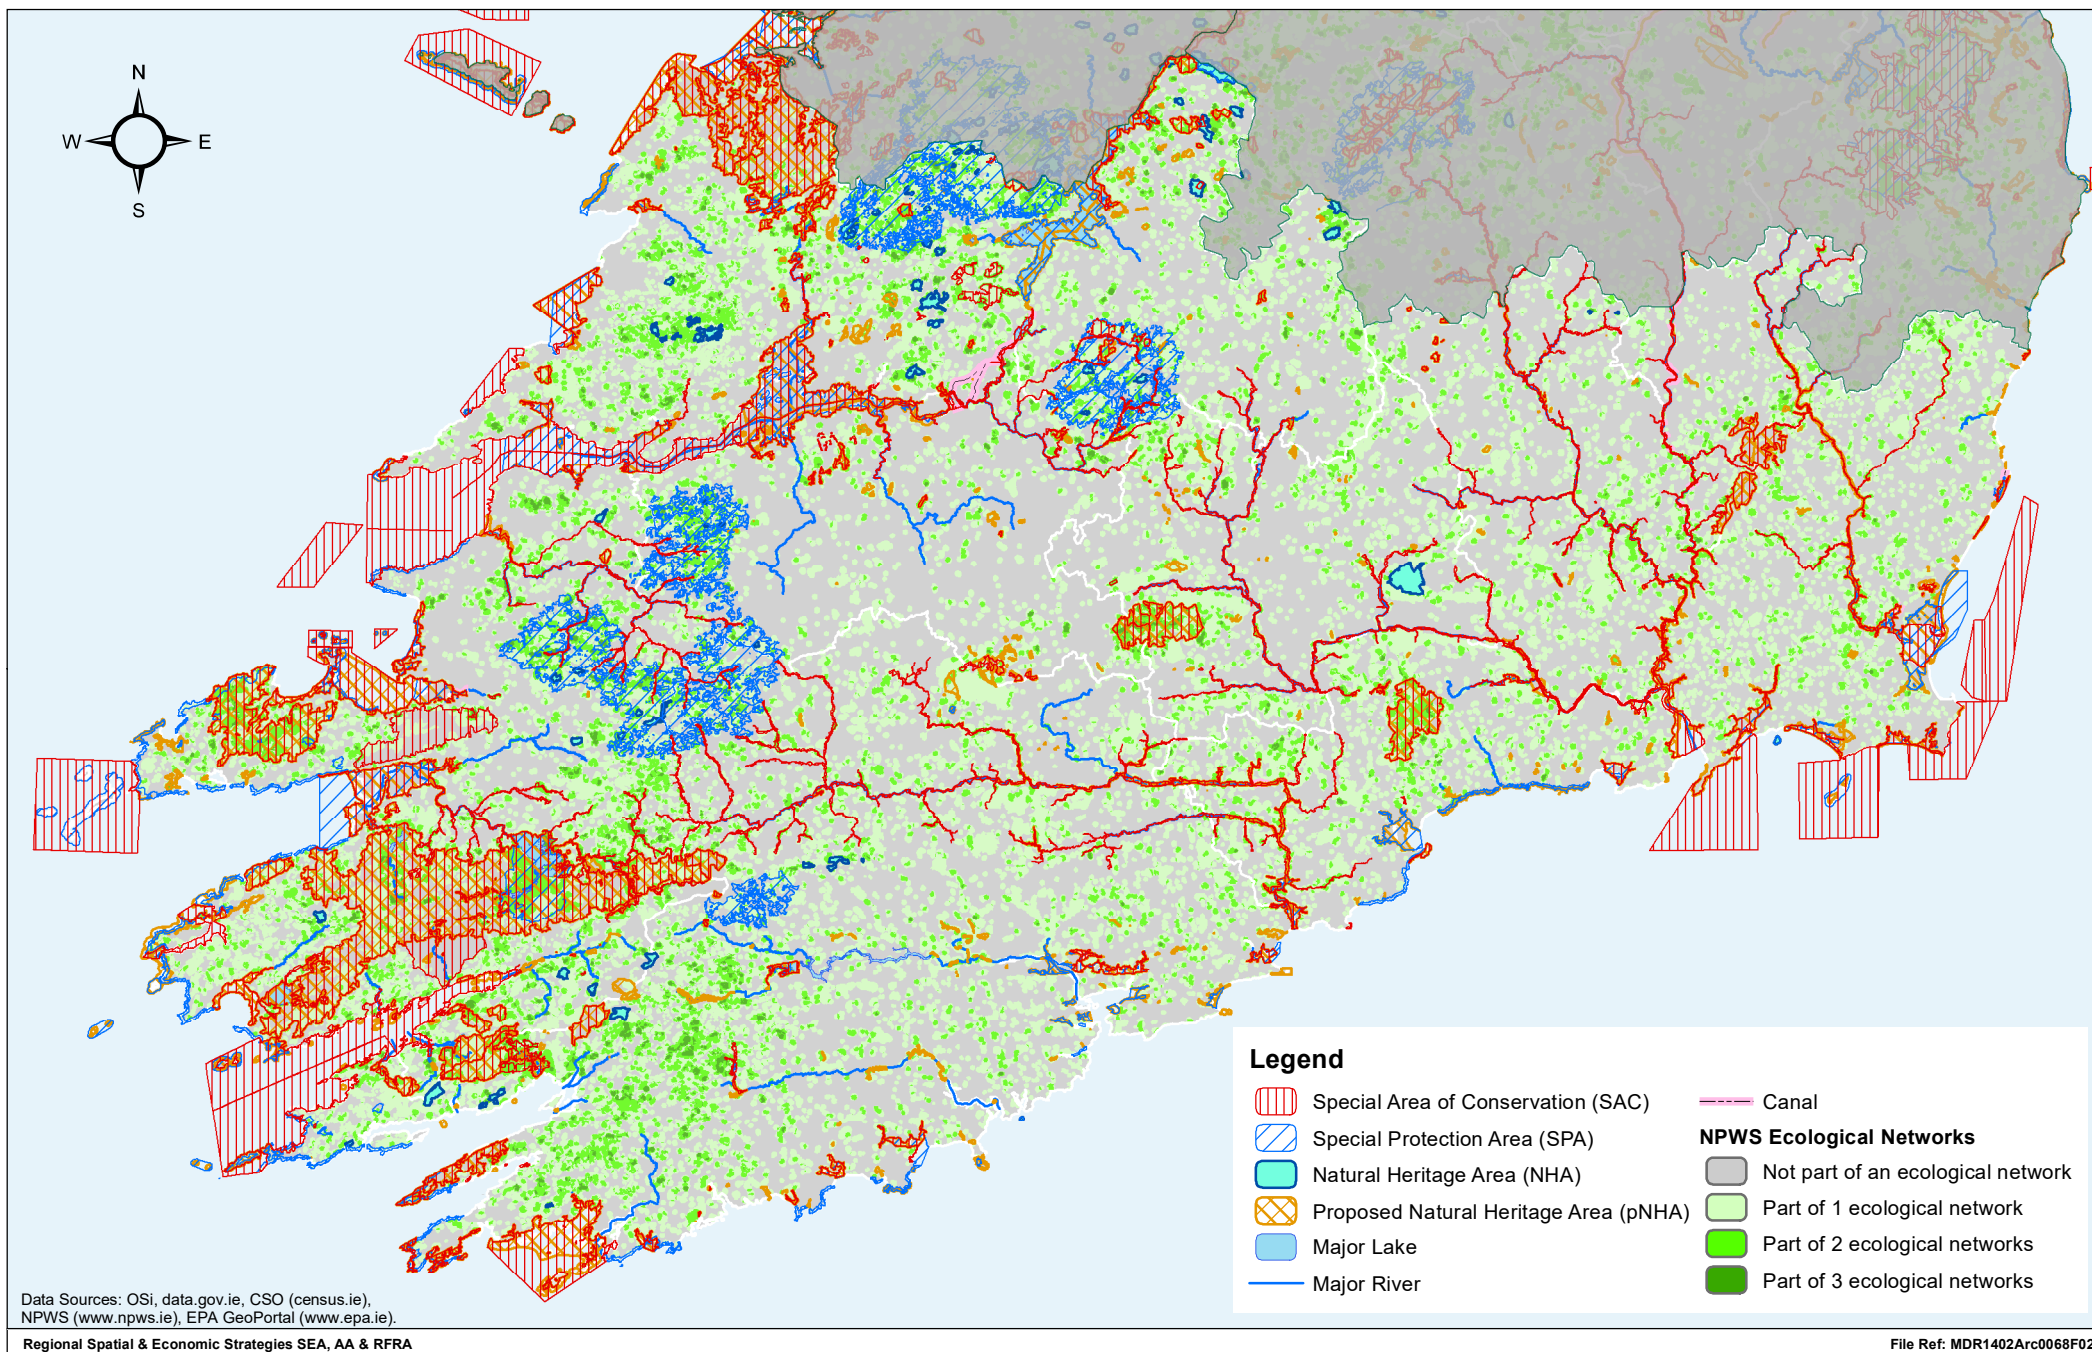 N
W E
S
Legend
Special Area of Conservation (SAC)
Special Protection Area (SPA)
Natural Heritage Area (NHA)
Proposed Natural Heritage Area (pNHA)
Major Lake
Major River
Canal
NPWS Ecological Networks
Not part of an ecological network
Part of 1 ecological network
Part of 2 ecological networks
Part of 3 ecological networks
Data Sources: OSi, data.gov.ie, CSO (census.ie),
NPWS (www.npws.ie), EPA GeoPortal (www.epa.ie).
Regional Spatial & Economic Strategies SEA, AA & RFRA
File Ref: MDR1402Arc0068F02